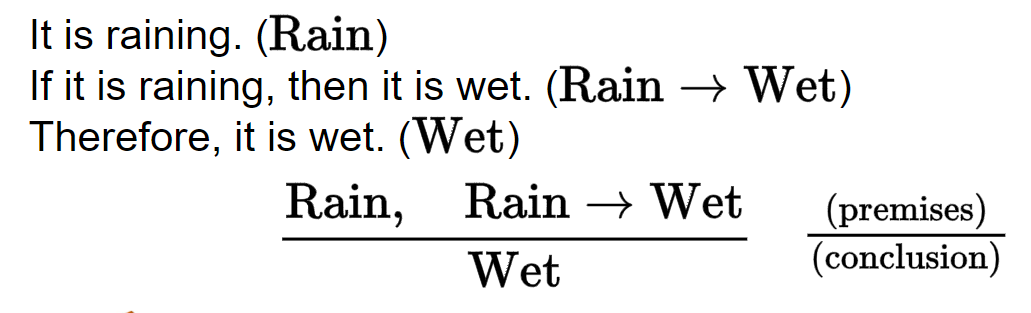 It is raining. (Rain)
If it is raining, then it is wet. (Rain → Wet)
Therefore, it is wet. (Wet)
Rain, Rain → Wet
(premises)
Wet
(conclusion)